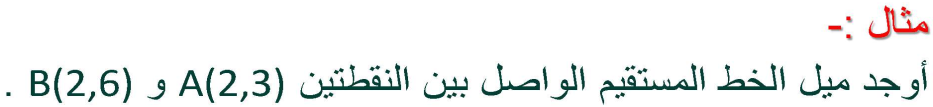 مثال :-
أوجد ميل الخط المستقيم الواصل بين النقطتين A(2,3) و B(2,6) .